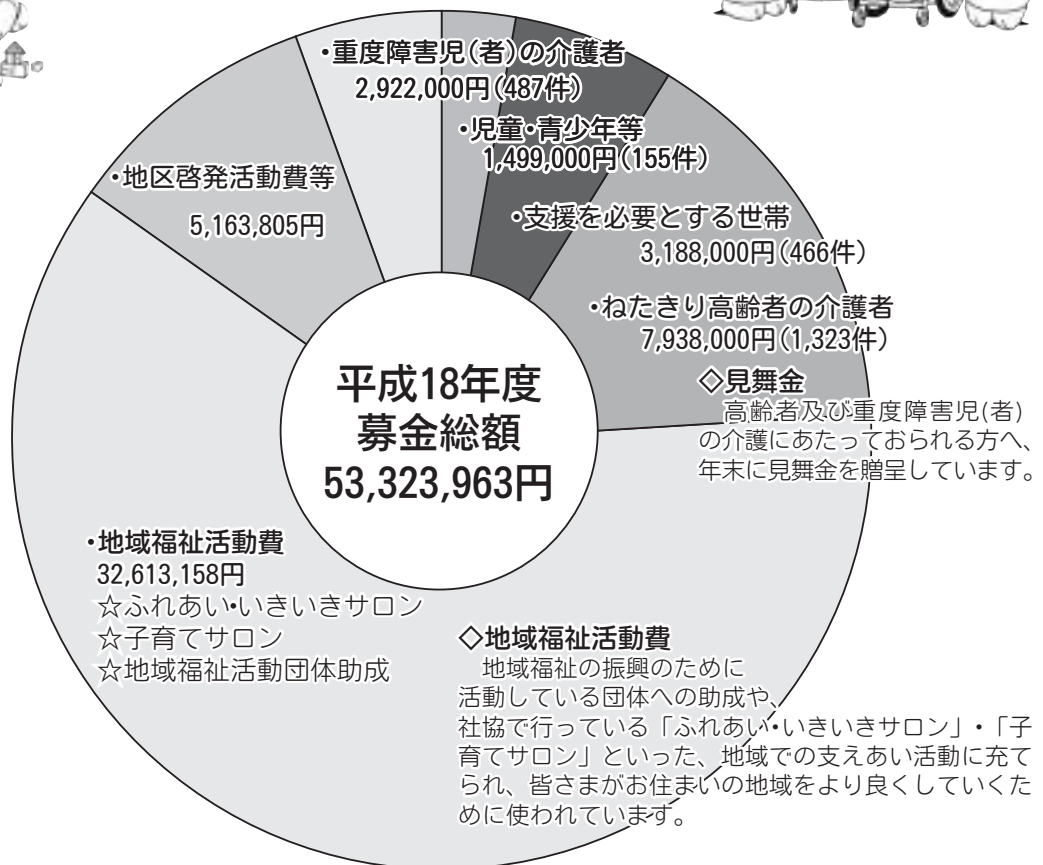 ・重度障害児(者)の介護者
2,922,000円(487件)
・児童・青少年等
1,499,000円(155件)
・地区啓発活動費等
5,163,805円
・支援を必要とする世帯
3,188,000円(466件)
・ねたきり高齢者の介護者
7,938,000円(1,323件)
◇見舞金
高齢者及び重度障害児(者)
の介護にあたっておられる方へ、
年末に見舞金を贈呈しています。
平成18年度
募金総額
53,323,963円
・地域福祉活動費
32,613,158円
☆ふれあい・いきいきサロン
☆子育てサロン
☆地域福祉活動団体助成
◇地域福祉活動費
地域福祉の振興のために
活動している団体への助成や、
社協で行っている「ふれあい・いきいきサロン」・「子
育てサロン」といった、地域での支えあい活動に充て
られ、皆さまがお住まいの地域をより良くしていくた
めに使われています。